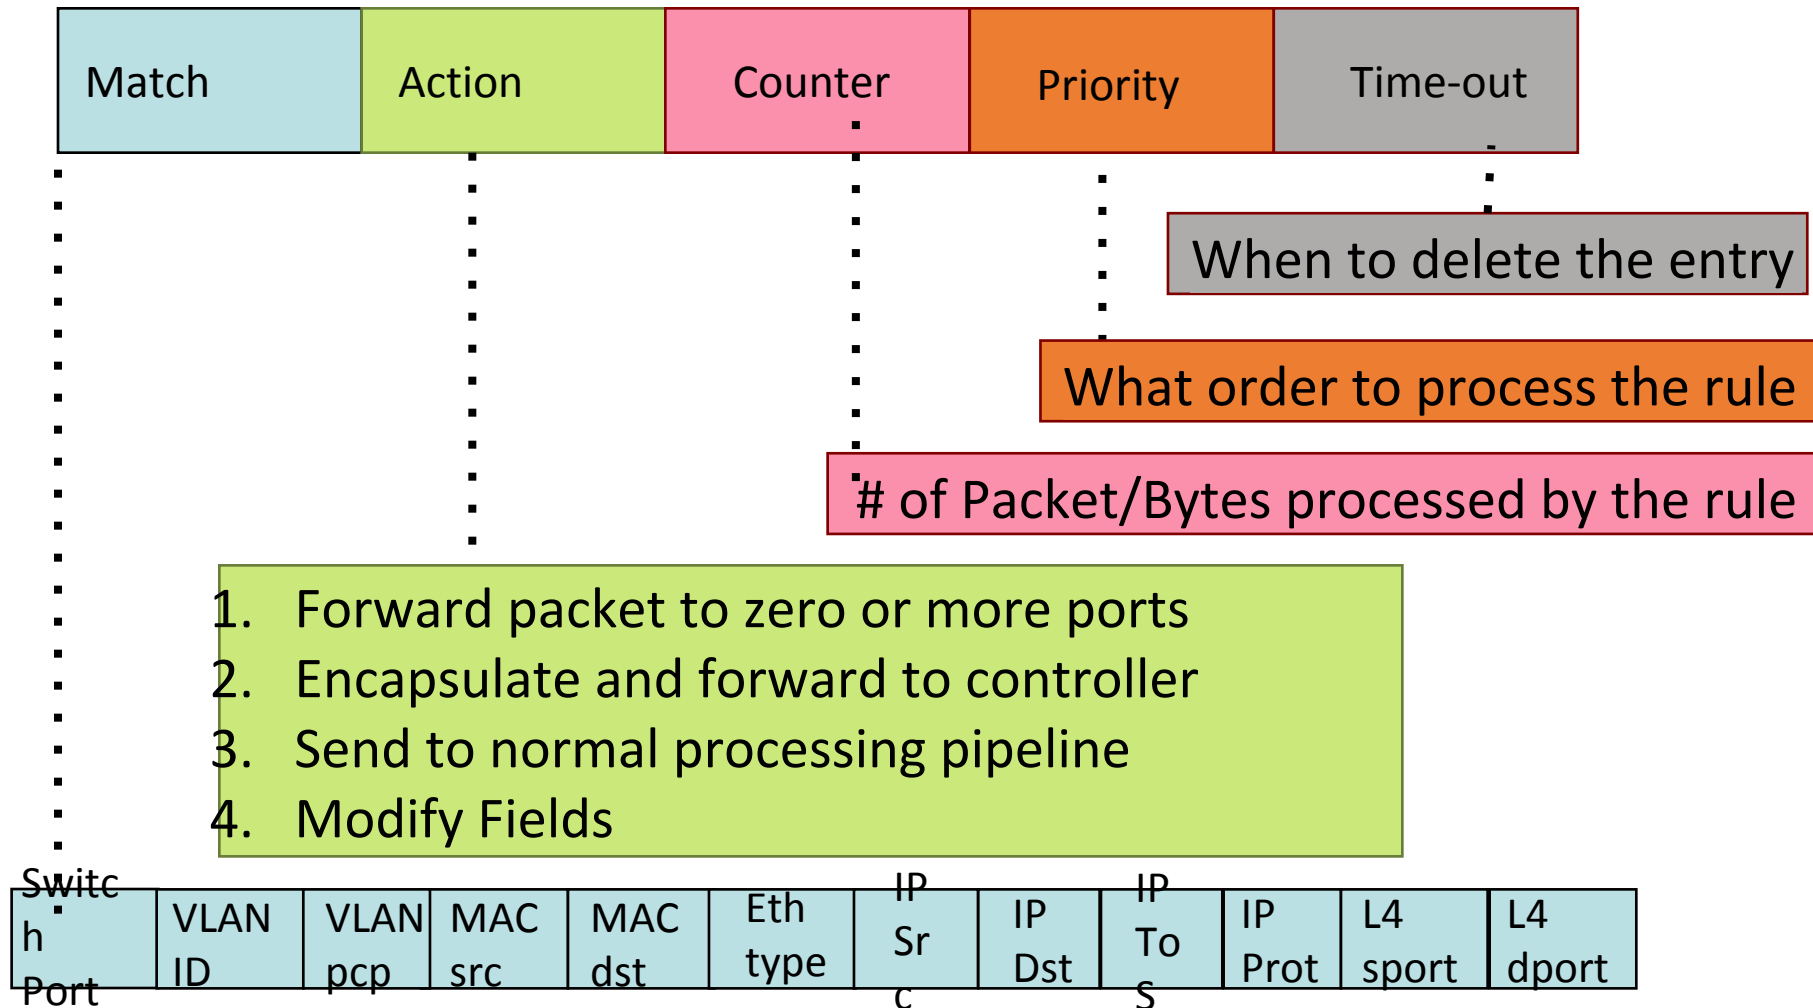 Match
Action
Counter
Priority
Time-out
When to delete the entry
What order to process the rule
# of Packet/Bytes processed by the rule
1. Forward packet to zero or more ports
2. Encapsulate and forward to controller
3. Send to normal processing pipeline
4. Modify Fields
Switc
h
Port
VLAN
ID
VLAN
pcp
MAC
src
MAC
dst
Eth
type
IP
Sr
c
IP
Dst
IP
To
S
IP
Prot
L4
sport
L4
dport